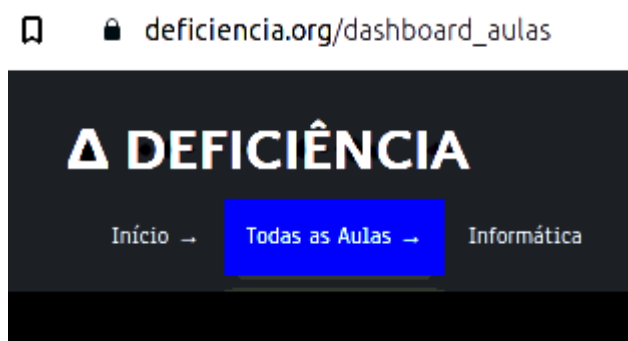 deficiencia.org/dashboard_aulas
Δ DEFICIÊNCIA
Início → Todas as Aulas → Informática